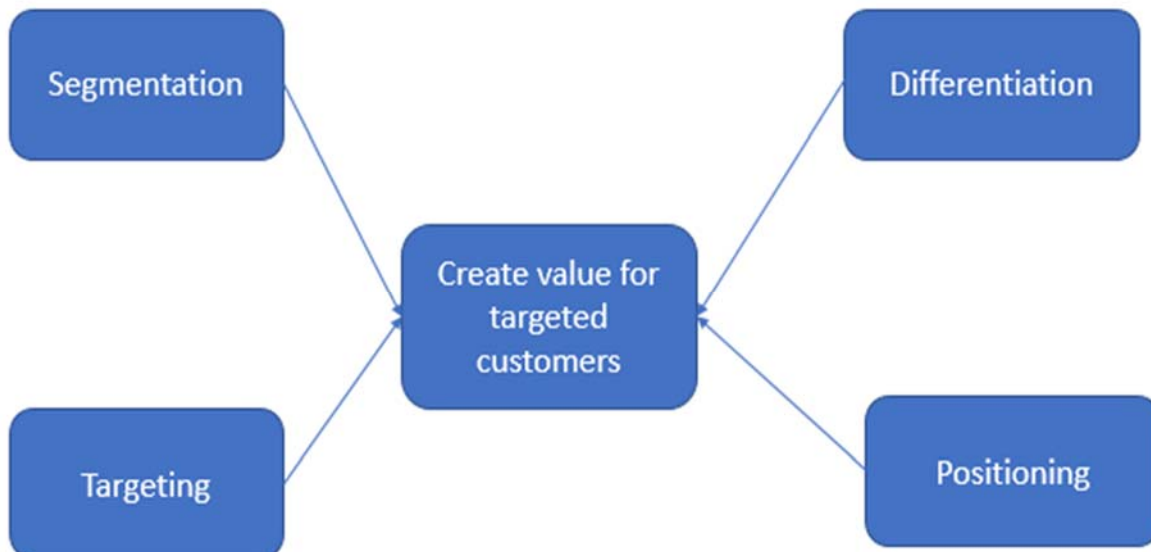 Segmentation
Differentiation
Create value for
targeted
customers
Targeting
Positioning